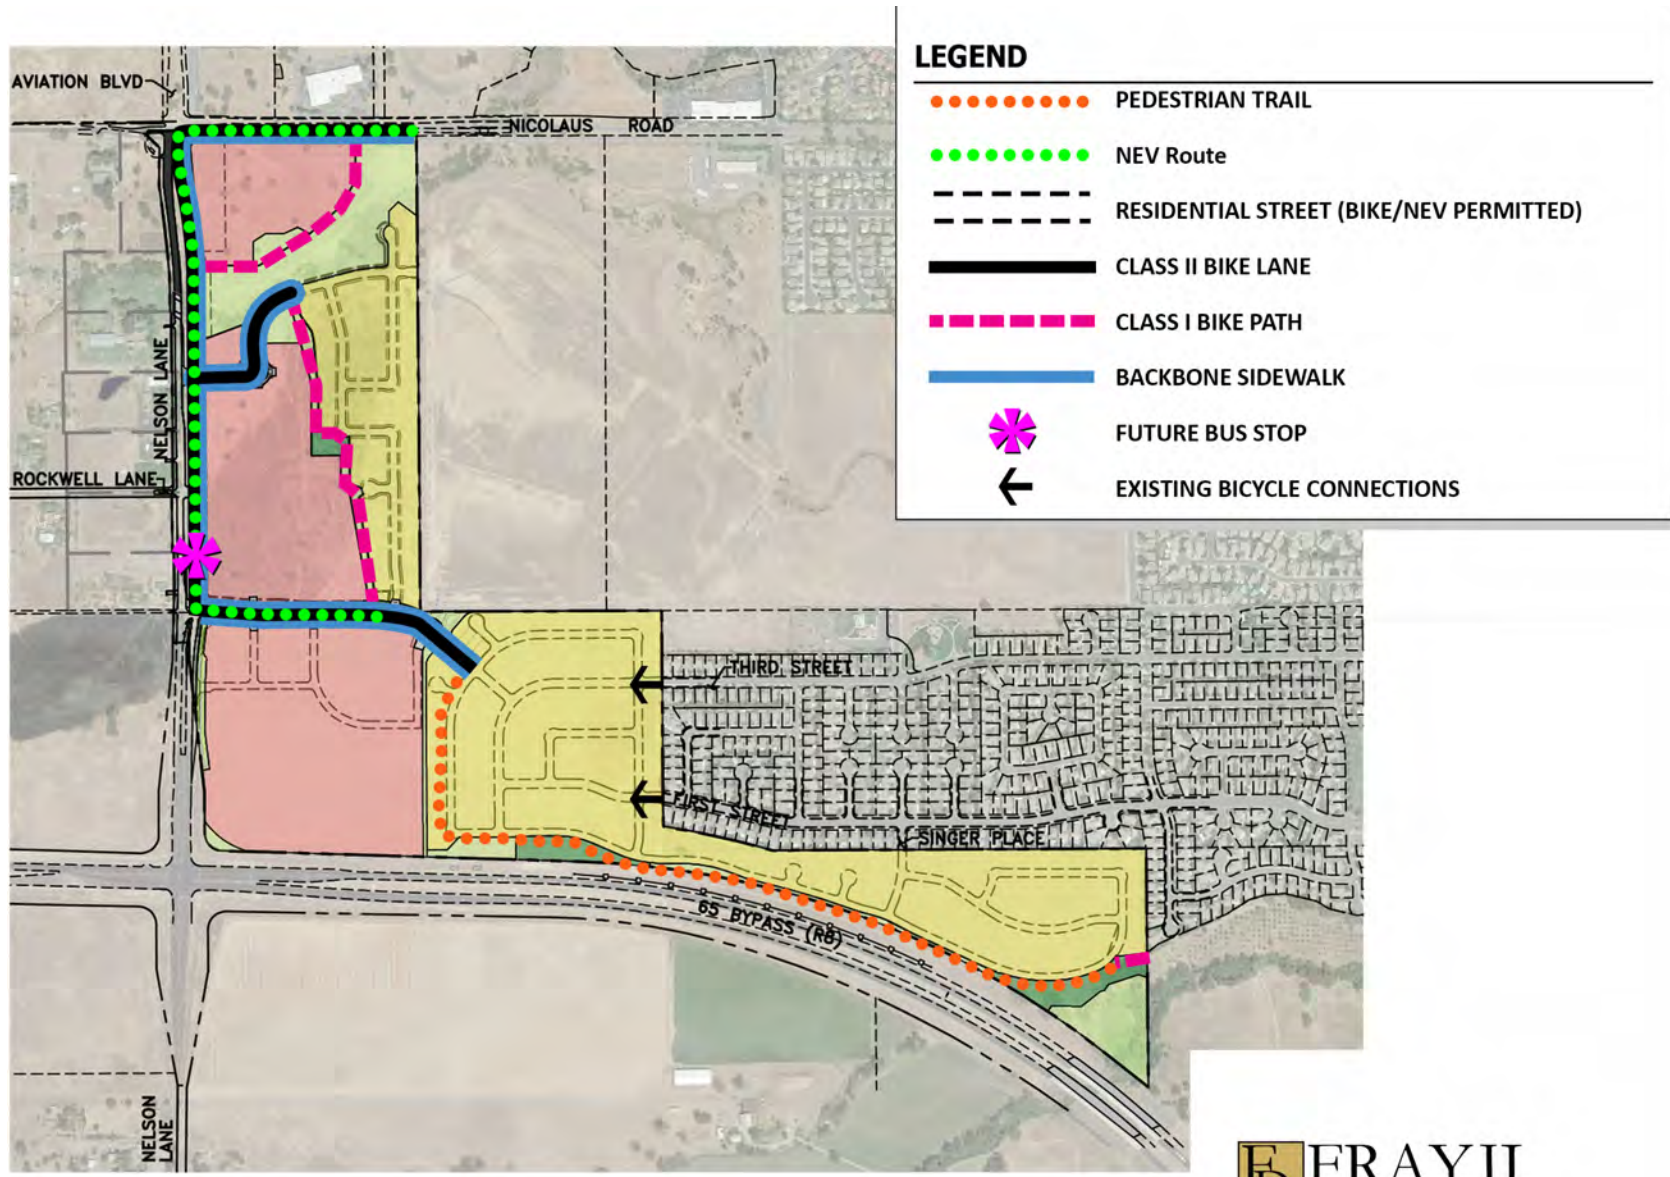 LEGEND
PEDESTRIAN TRAIL
NEV Route
RESIDENTIAL STREET (BIKE/NEV PERMITTED)
CLASS II BIKE LANE
CLASS I BIKE PATH
BACKBONE SIDEWALK
FUTURE BUS STOP
EXISTING BICYCLE CONNECTIONS
AVIATION BLVD
NICOLAUS ROAD
NELSON LANE
ROCKWELL LANE
THIRD STREET
FIRST STREET
SINGER PLACE
65 BYPASS (RB)
NELSON
LANE